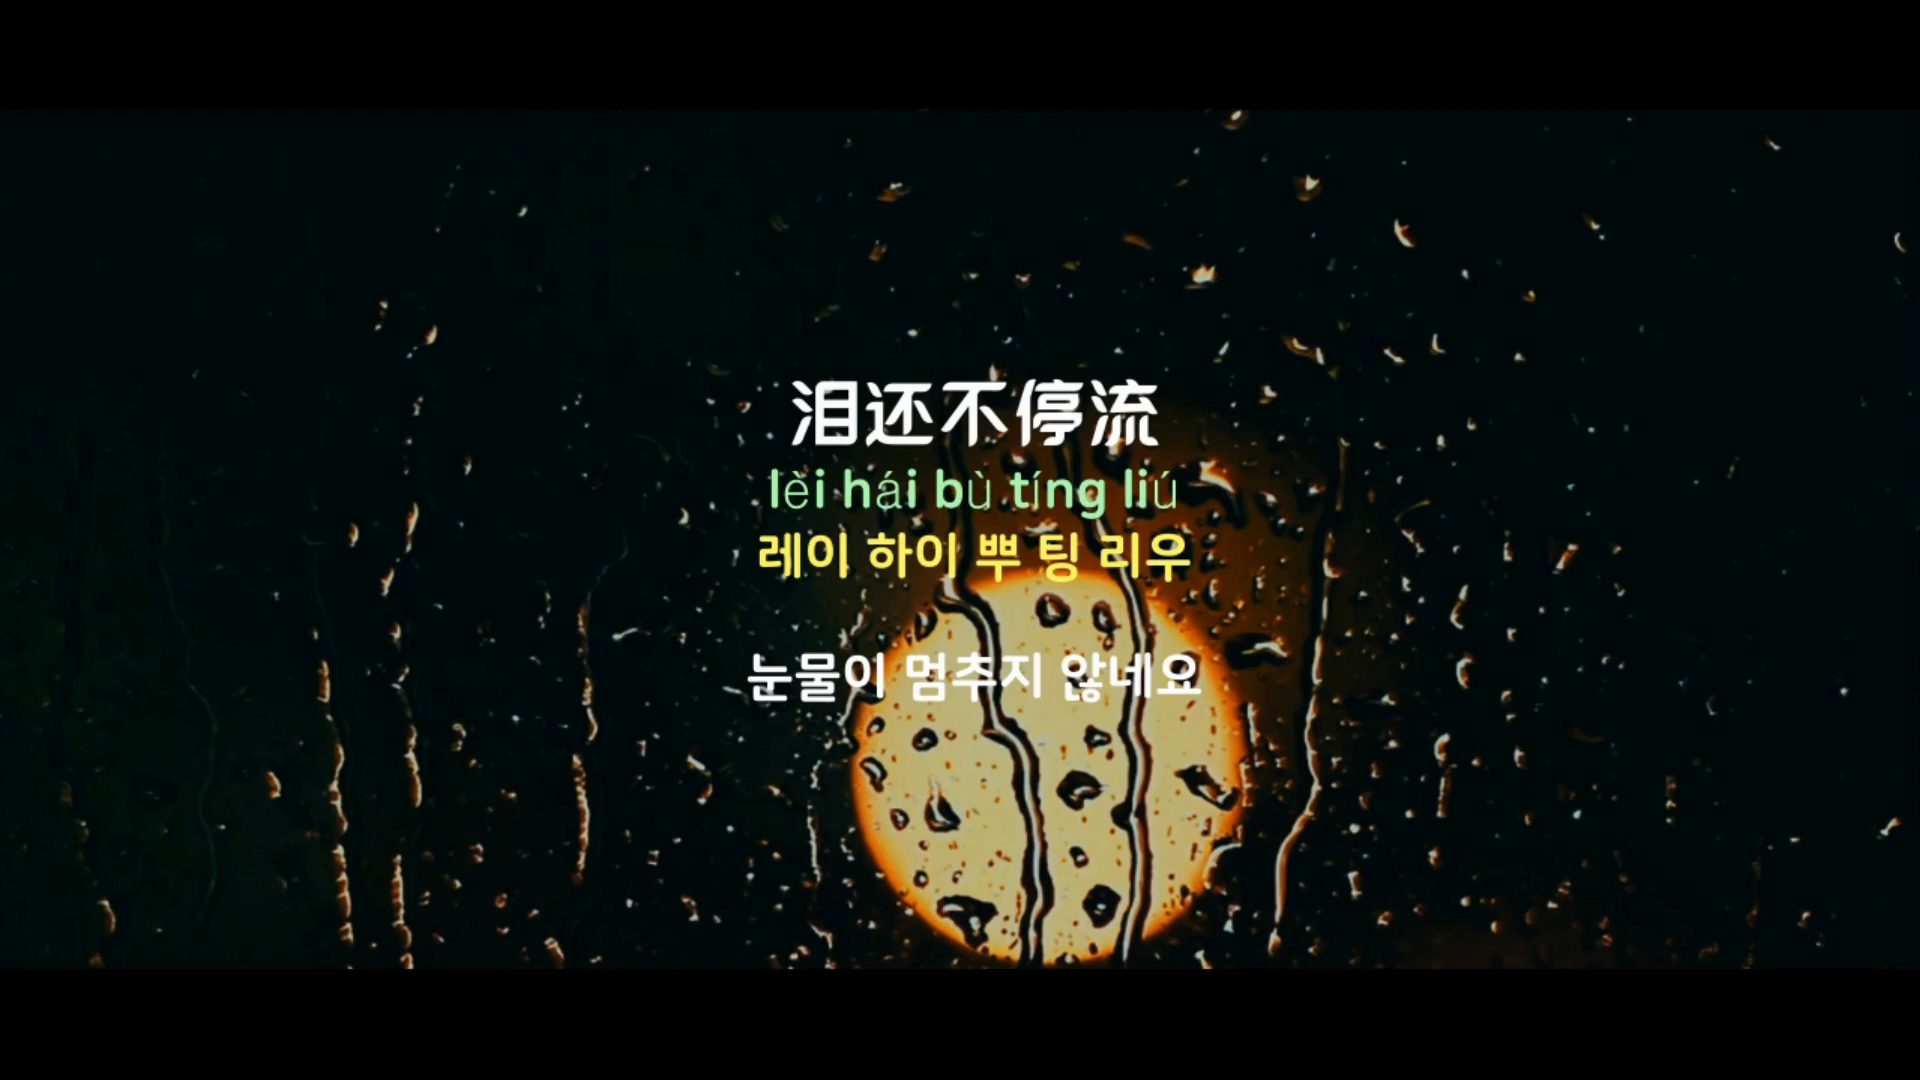 泪还不停流
lèi hái bù tíng liú
레이 하이 뿌 팅 리우
눈물이 멈추지 않네요